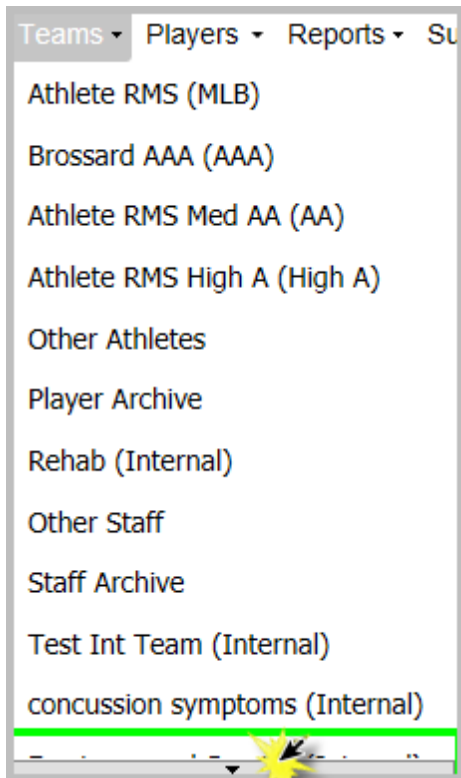 Teams Players Reports Su
Athlete RMS (MLB)
Brossard AAA (AAA)
Athlete RMS Med AA (AA)
Athlete RMS High A (High A)
Other Athletes
Player Archive
Rehab (Internal)
Other Staff
Staff Archive
Test Int Team (Internal)
concussion symptoms (Internal)